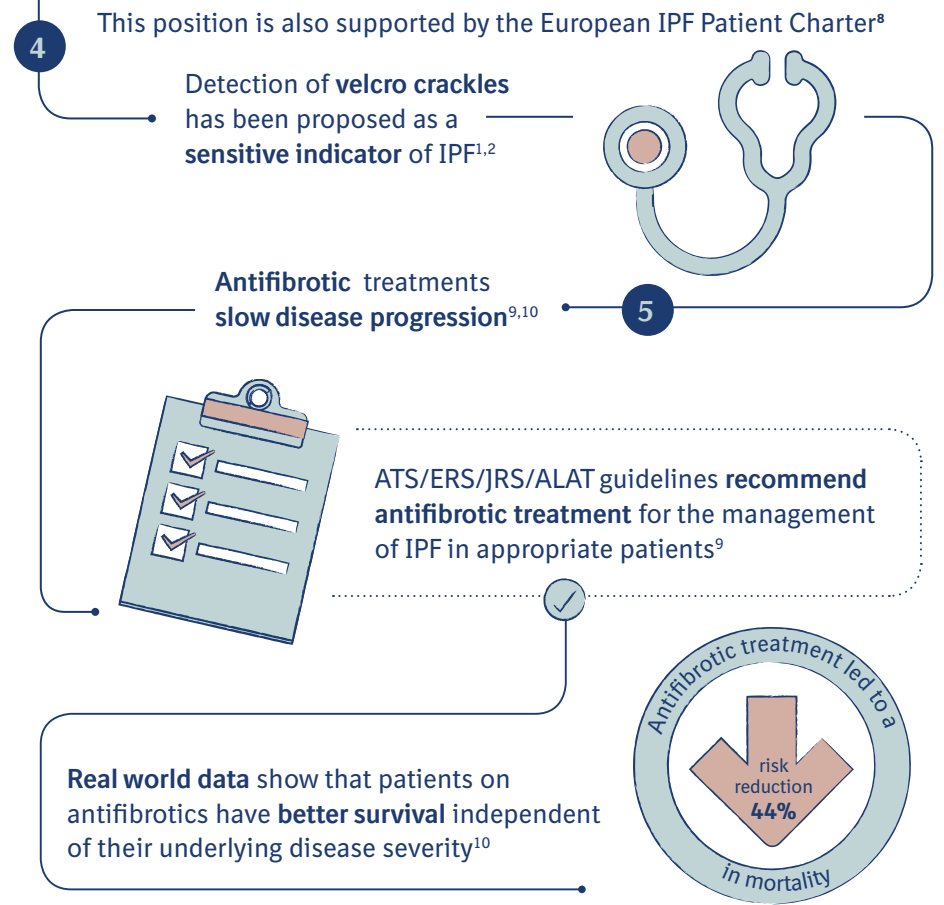 This position is also supported by the European IPF Patient Charter⁸
4
Detection of velcro crackles
has been proposed as a
sensitive indicator of IPF¹,²
Antifibrotic treatments
slow disease progression⁹,¹⁰
5
ATS/ERS/JRS/ALAT guidelines recommend
antifibrotic treatment for the management
of IPF in appropriate patients⁹
Real world data show that patients on
antifibrotics have better survival independent
of their underlying disease severity¹⁰
Antifibrotic treatment led to a
risk
reduction
44%
in mortality